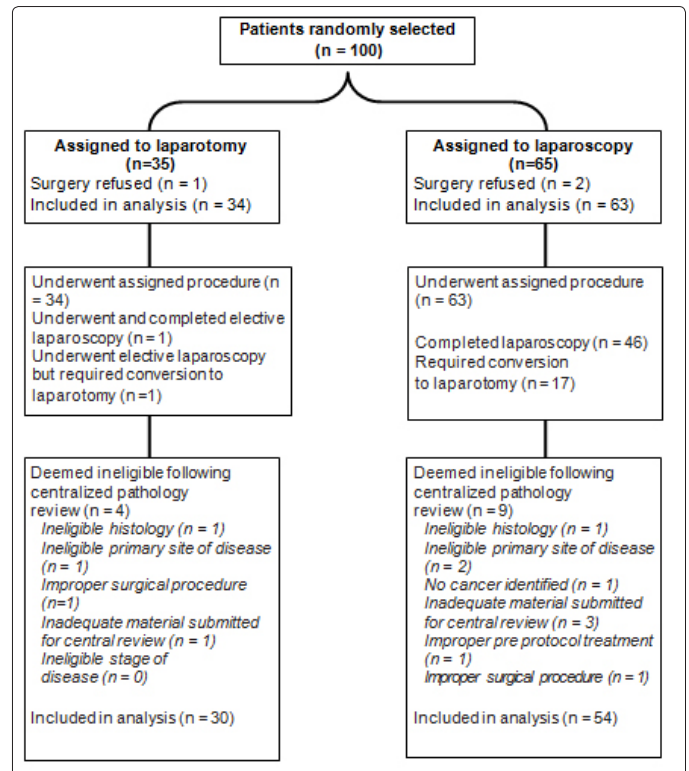 Patients randomly selected
(n = 100)
Assigned to laparotomy
(n=35)
Surgery refused (n = 1)
Included in analysis (n = 34)
Assigned to laparoscopy
(n=65)
Surgery refused (n = 2)
Included in analysis (n = 63)
Underwent assigned procedure (n
= 34)
Underwent and completed elective
laparoscopy (n = 1)
Underwent elective laparoscopy
but required conversion to
laparotomy (n =1)
Underwent assigned procedure
(n = 63)
Completed laparoscopy (n = 46)
Required conversion
to laparotomy (n = 17)
Deemed ineligible following
centralized pathology
review (n = 4)
Ineligible histology (n = 1)
Ineligible primary site of disease
(n = 1)
Improper surgical procedure
(n=1)
Inadequate material submitted
for central review (n = 1)
Ineligible stage of
disease (n = 0)
Included in analysis (n = 30)
Deemed ineligible following
centralized pathology
review (n = 9)
Ineligible histology (n = 1)
Ineligible primary site of disease
(n = 2)
No cancer identified (n = 1)
Inadequate material submitted
for central review (n = 3)
Improper pre protocol treatment
(n = 1)
Improper surgical procedure (n = 1)
Included in analysis (n = 54)